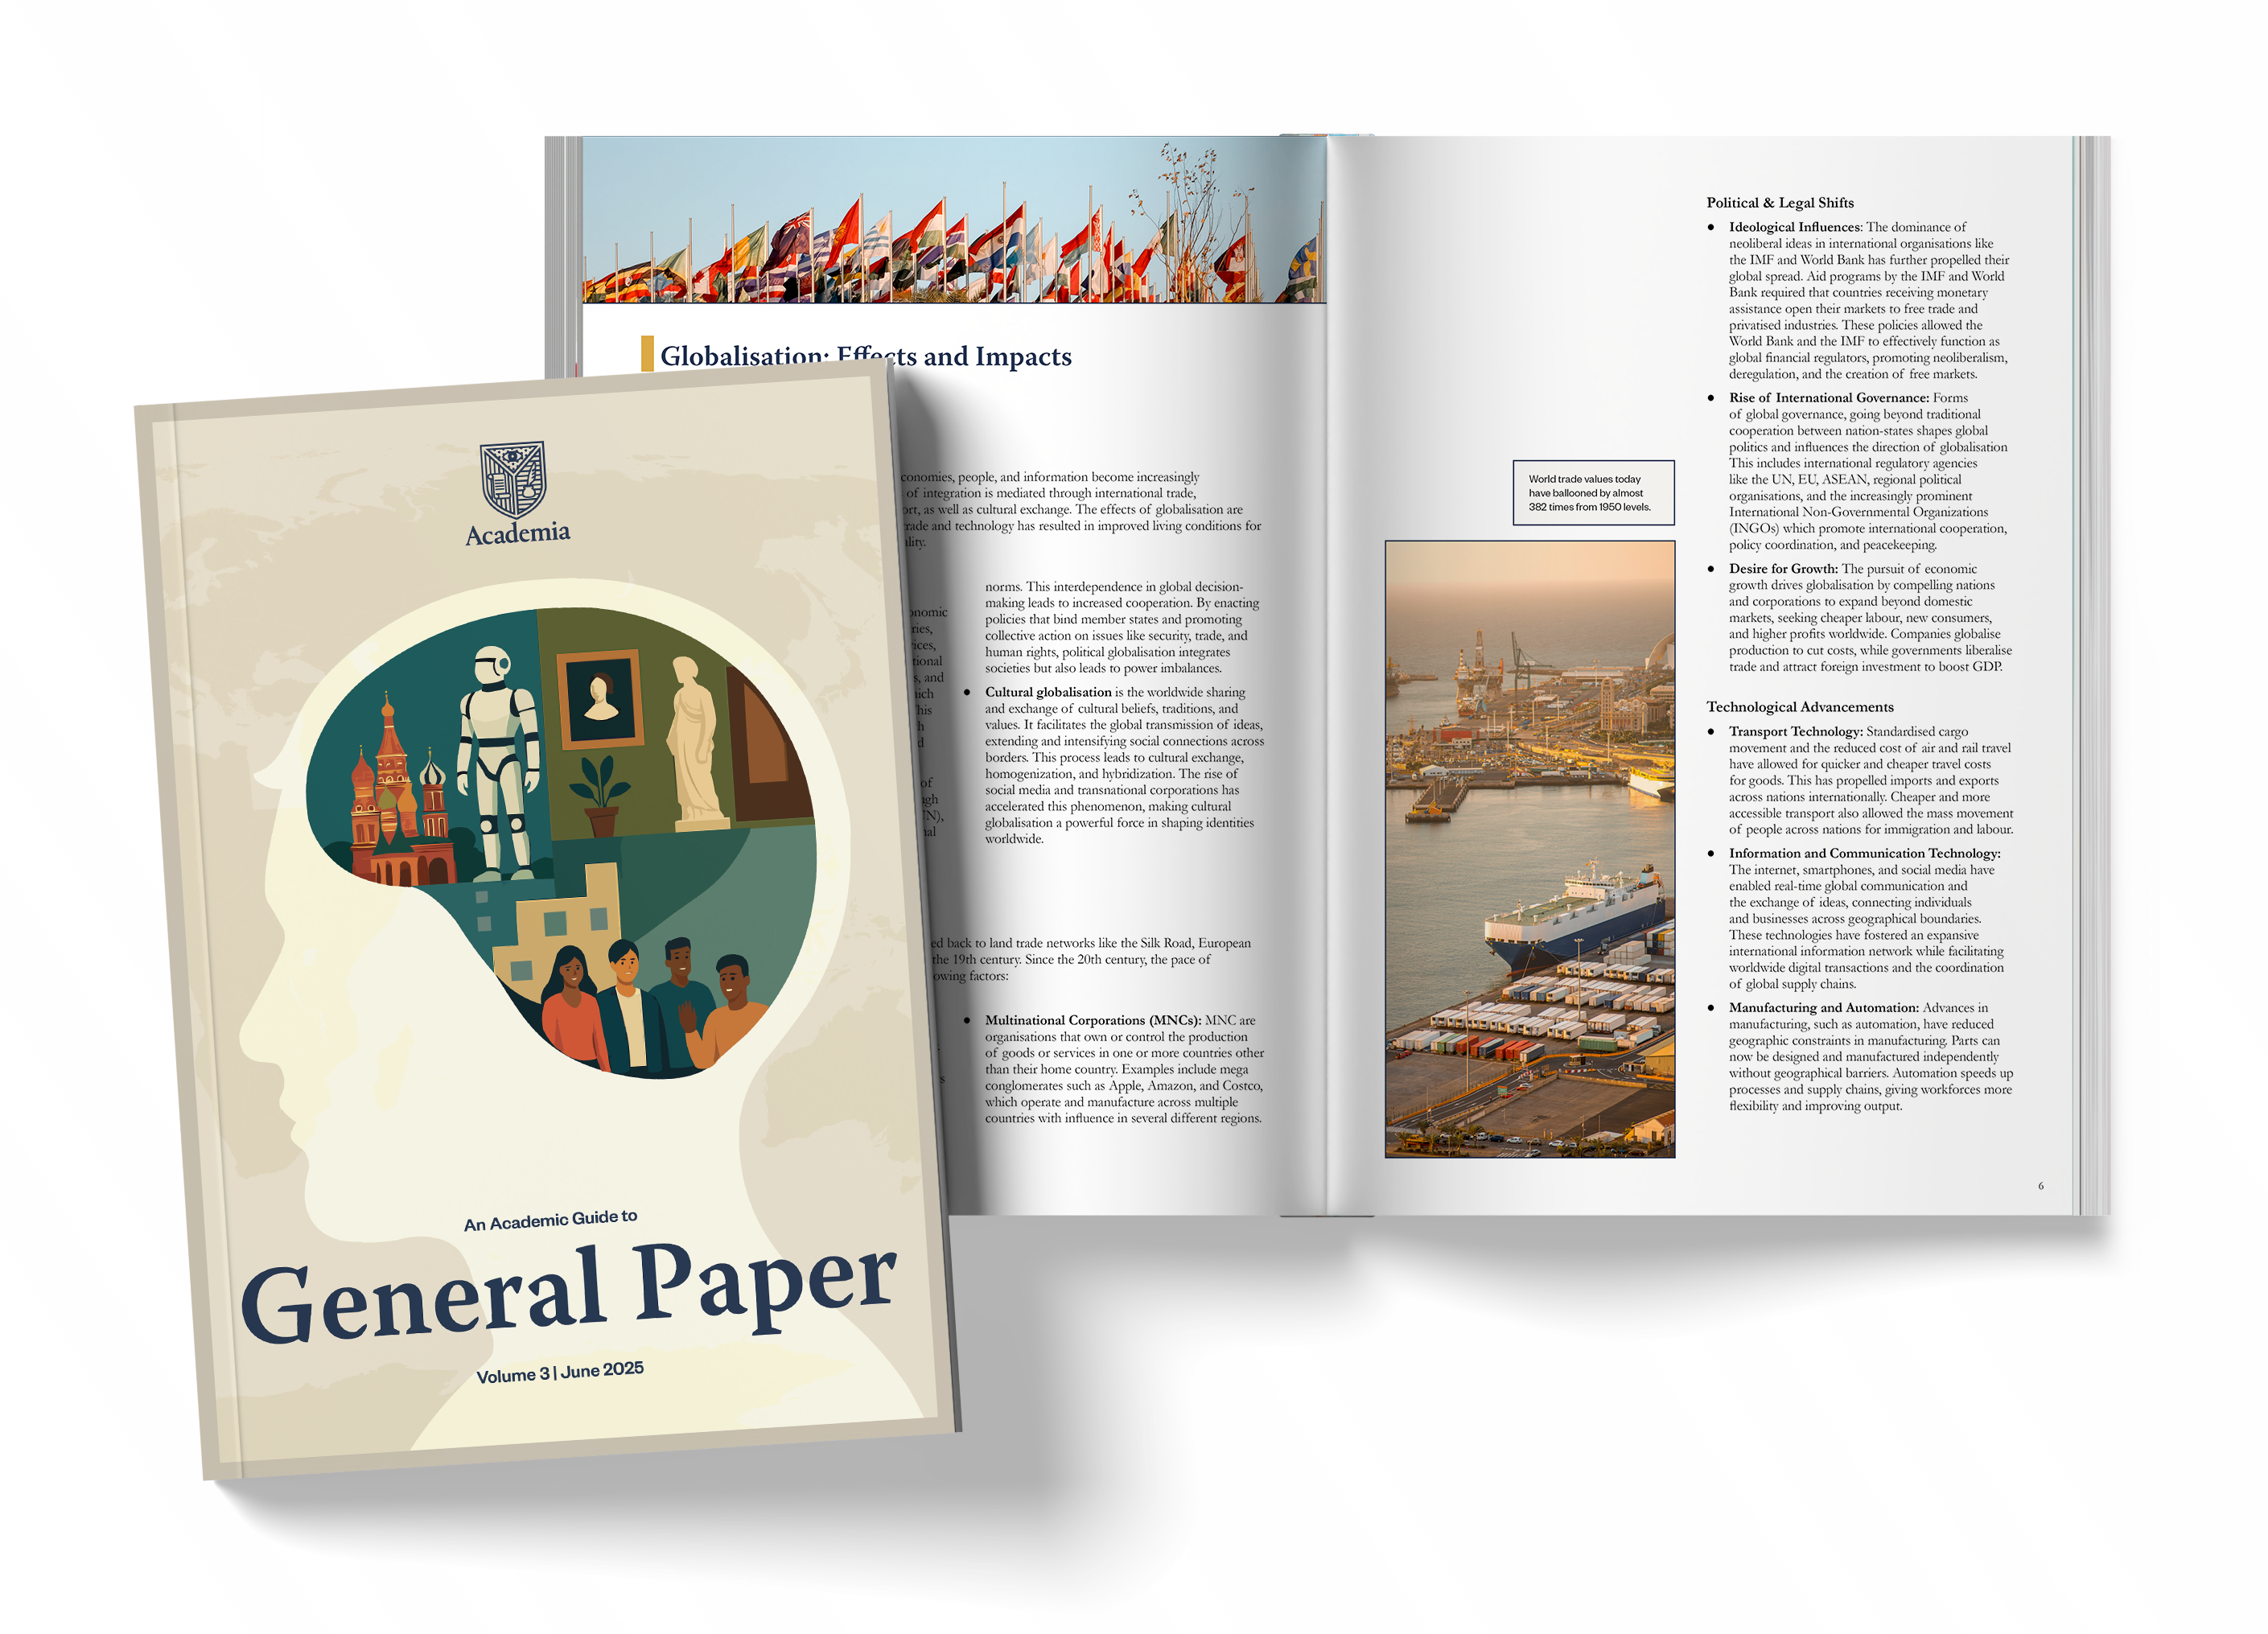 Academia
An Academic Guide to
General Paper
Volume 3 | June 2025
Globalisation: Effects and Impacts
economies, people, and information become increasingly
of integration is mediated through international trade,
as well as cultural exchange. The effects of globalisation are
trade and technology has resulted in improved living conditions for
norms. This interdependence in global decision-
making leads to increased cooperation. By enacting
policies that bind member states and promoting
collective action on issues like security, trade, and
human rights, political globalisation integrates
societies but also leads to power imbalances.
● Cultural globalisation is the worldwide sharing
and exchange of cultural beliefs, traditions, and
values. It facilitates the global transmission of ideas,
extending and intensifying social connections across
borders. This process leads to cultural exchange,
homogenization, and hybridization. The rise of
social media and transnational corporations has
accelerated this phenomenon, making cultural
globalisation a powerful force in shaping identities
worldwide.
back to land trade networks like the Silk Road, European
the 19th century. Since the 20th century, the pace of
factors:
● Multinational Corporations (MNCs): MNC are
organisations that own or control the production
of goods or services in one or more countries other
than their home country. Examples include mega
conglomerates such as Apple, Amazon, and Costco,
which operate and manufacture across multiple
countries with influence in several different regions.
World trade values today
have ballooned by almost
382 times from 1950 levels.
Political & Legal Shifts
● Ideological Influences: The dominance of
neoliberal ideas in international organisations like
the IMF and World Bank has further propelled their
global spread. Aid programs by the IMF and World
Bank required that countries receiving monetary
assistance open their markets to free trade and
privatised industries. These policies allowed the
World Bank and the IMF to effectively function as
global financial regulators, promoting neoliberalism,
deregulation, and the creation of free markets.
● Rise of International Governance: Forms
of global governance, going beyond traditional
cooperation between nation-states shapes global
politics and influences the direction of globalisation
This includes international regulatory agencies
like the UN, EU, ASEAN, regional political
organisations, and the increasingly prominent
International Non-Governmental Organizations
(INGOs) which promote international cooperation,
policy coordination, and peacekeeping.
● Desire for Growth: The pursuit of economic
growth drives globalisation by compelling nations
and corporations to expand beyond domestic
markets, seeking cheaper labour, new consumers,
and higher profits worldwide. Companies globalise
production to cut costs, while governments liberalise
trade and attract foreign investment to boost GDP.
Technological Advancements
● Transport Technology: Standardised cargo
movement and the reduced cost of air and rail travel
have allowed for quicker and cheaper travel costs
for goods. This has propelled imports and exports
across nations internationally. Cheaper and more
accessible transport also allowed the mass movement
of people across nations for immigration and labour.
● Information and Communication Technology:
The internet, smartphones, and social media have
enabled real-time global communication and
the exchange of ideas, connecting individuals
and businesses across geographical boundaries.
These technologies have fostered an expansive
international information network while facilitating
worldwide digital transactions and the coordination
of global supply chains.
● Manufacturing and Automation: Advances in
manufacturing, such as automation, have reduced
geographic constraints in manufacturing. Parts can
now be designed and manufactured independently
without geographical barriers. Automation speeds up
processes and supply chains, giving workforces more
flexibility and improving output.
6